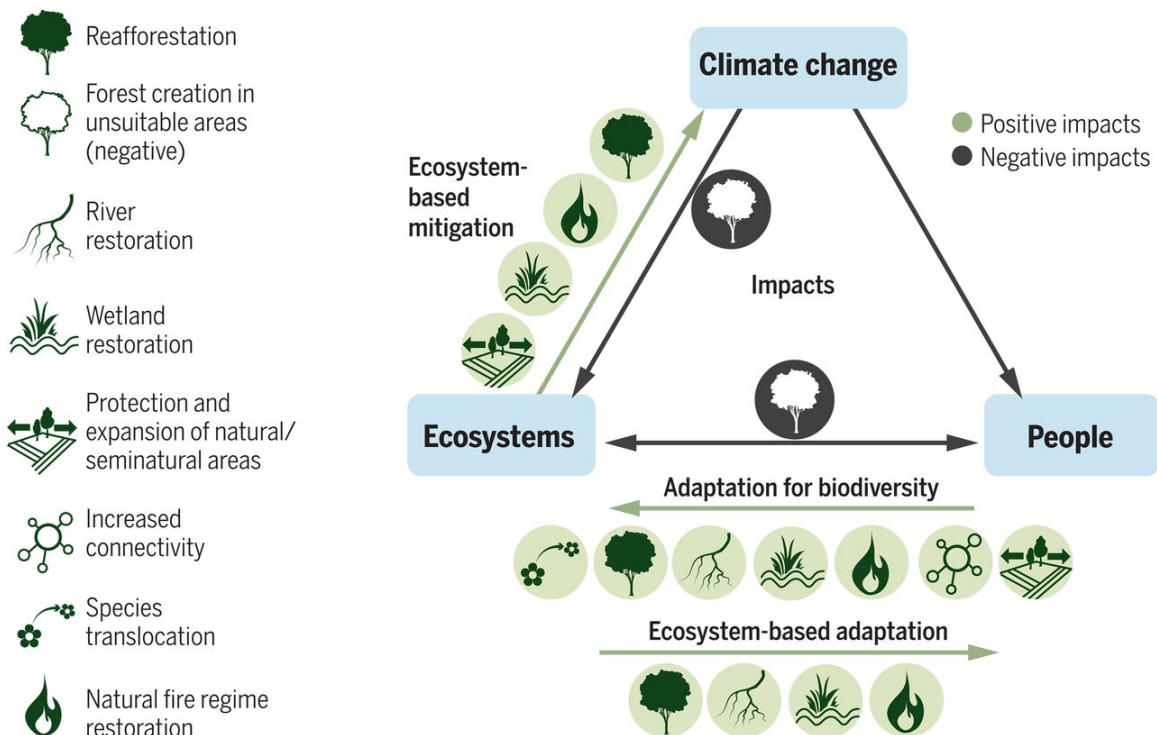 Reafforestation
Forest creation in
unsuitable areas
(negative)
River
restoration
Wetland
restoration
Protection and
expansion of natural/
seminatural areas
Increased
connectivity
Species
translocation
Natural fire regime
restoration
Climate change
Positive impacts
Negative impacts
Ecosystem-
based
mitigation
Impacts
Ecosystems
People
Adaptation for biodiversity
Ecosystem-based adaptation